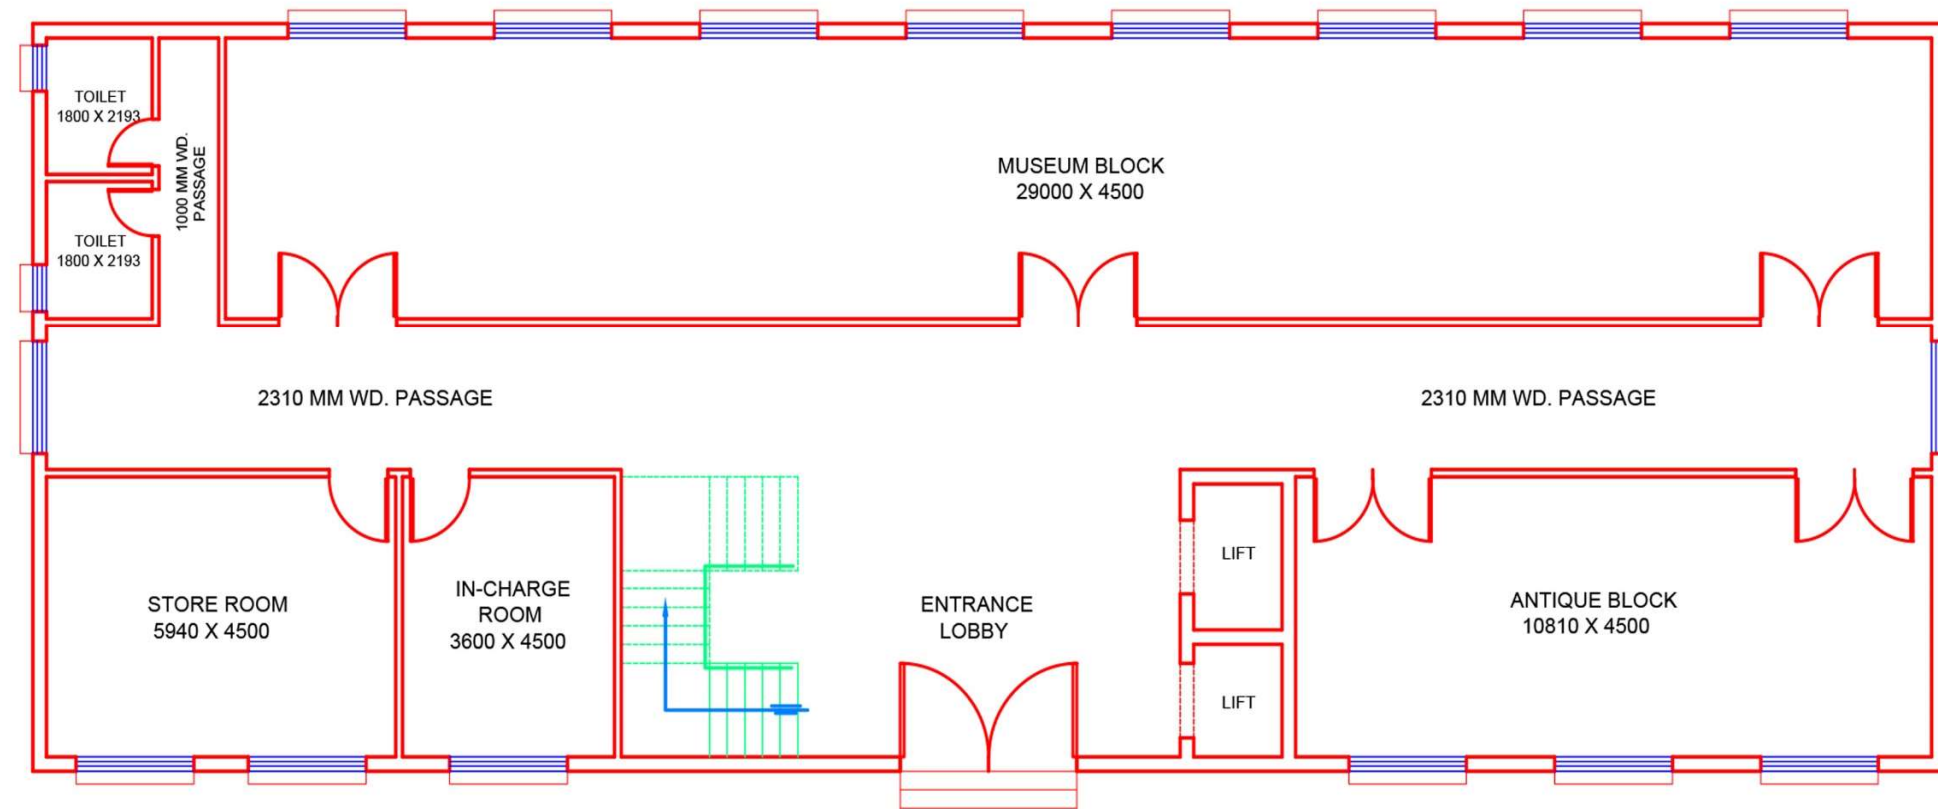 TOILET
1800 X 2193
1000 MM WD.
PASSAGE
MUSEUM BLOCK
29000 X 4500
TOILET
1800 X 2193
2310 MM WD. PASSAGE
2310 MM WD. PASSAGE
STORE ROOM
5940 X 4500
IN-CHARGE
ROOM
3600 X 4500
ENTRANCE
LOBBY
LIFT
LIFT
ANTIQUE BLOCK
10810 X 4500